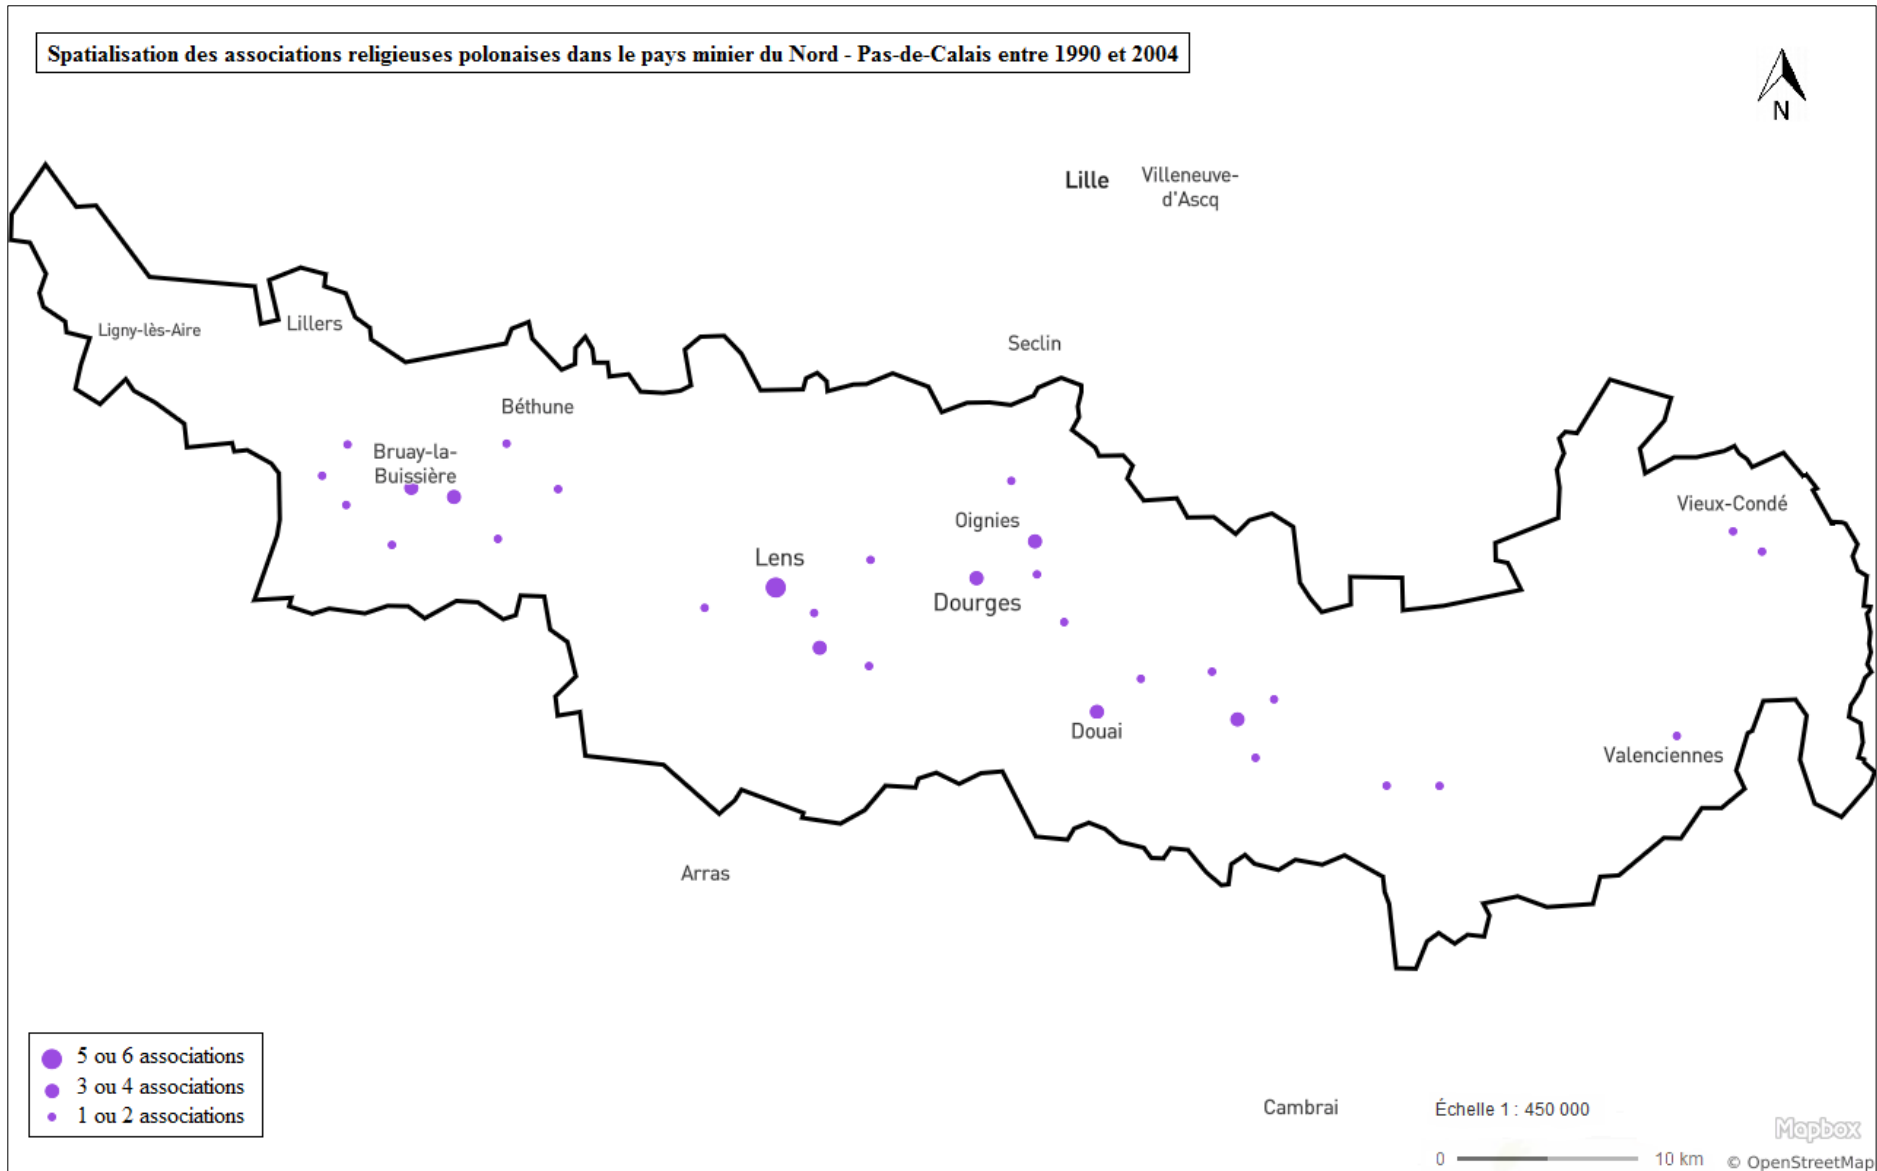 Spatialisation des associations religieuses polonaises dans le pays minier du Nord - Pas-de-Calais entre 1990 et 2004
N
Lille
Villeneuve-
d'Ascq
Ligny-lès-Aire
Lillers
Seclin
Béthune
Bruay-la-
Buissière
Vieux-Condé
Oignies
Lens
Dourges
Douai
Valenciennes
Arras
5 ou 6 associations
3 ou 4 associations
1 ou 2 associations
Cambrai
Échelle 1 : 450 000
0 10 km
Mapbox
© OpenStreetMap